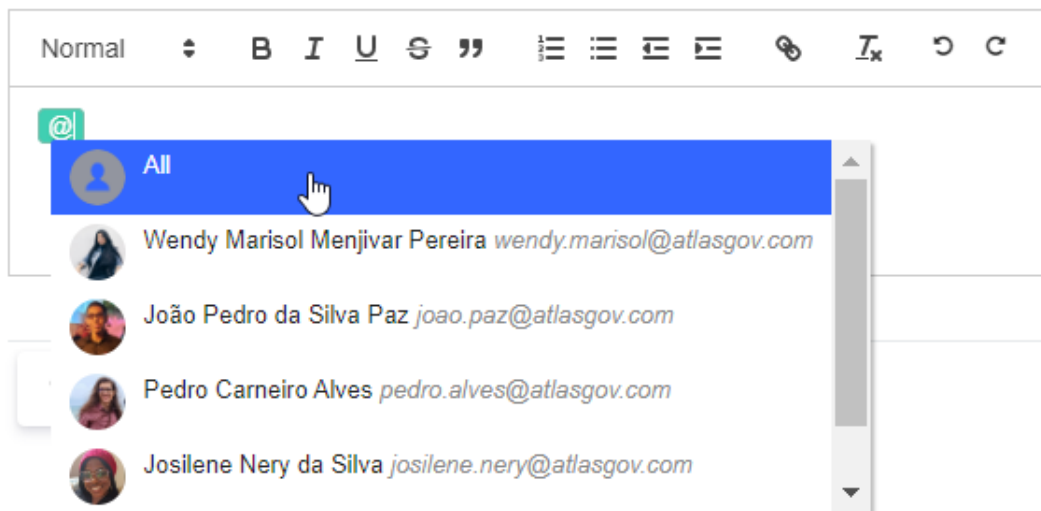 Normal B I U S
@
All
Wendy Marisol Menjivar Pereira wendy.marisol@atlasgov.com
João Pedro da Silva Paz joao.paz@atlasgov.com
Pedro Carneiro Alves pedro.alves@atlasgov.com
Josilene Nery da Silva josilene.nery@atlasgov.com